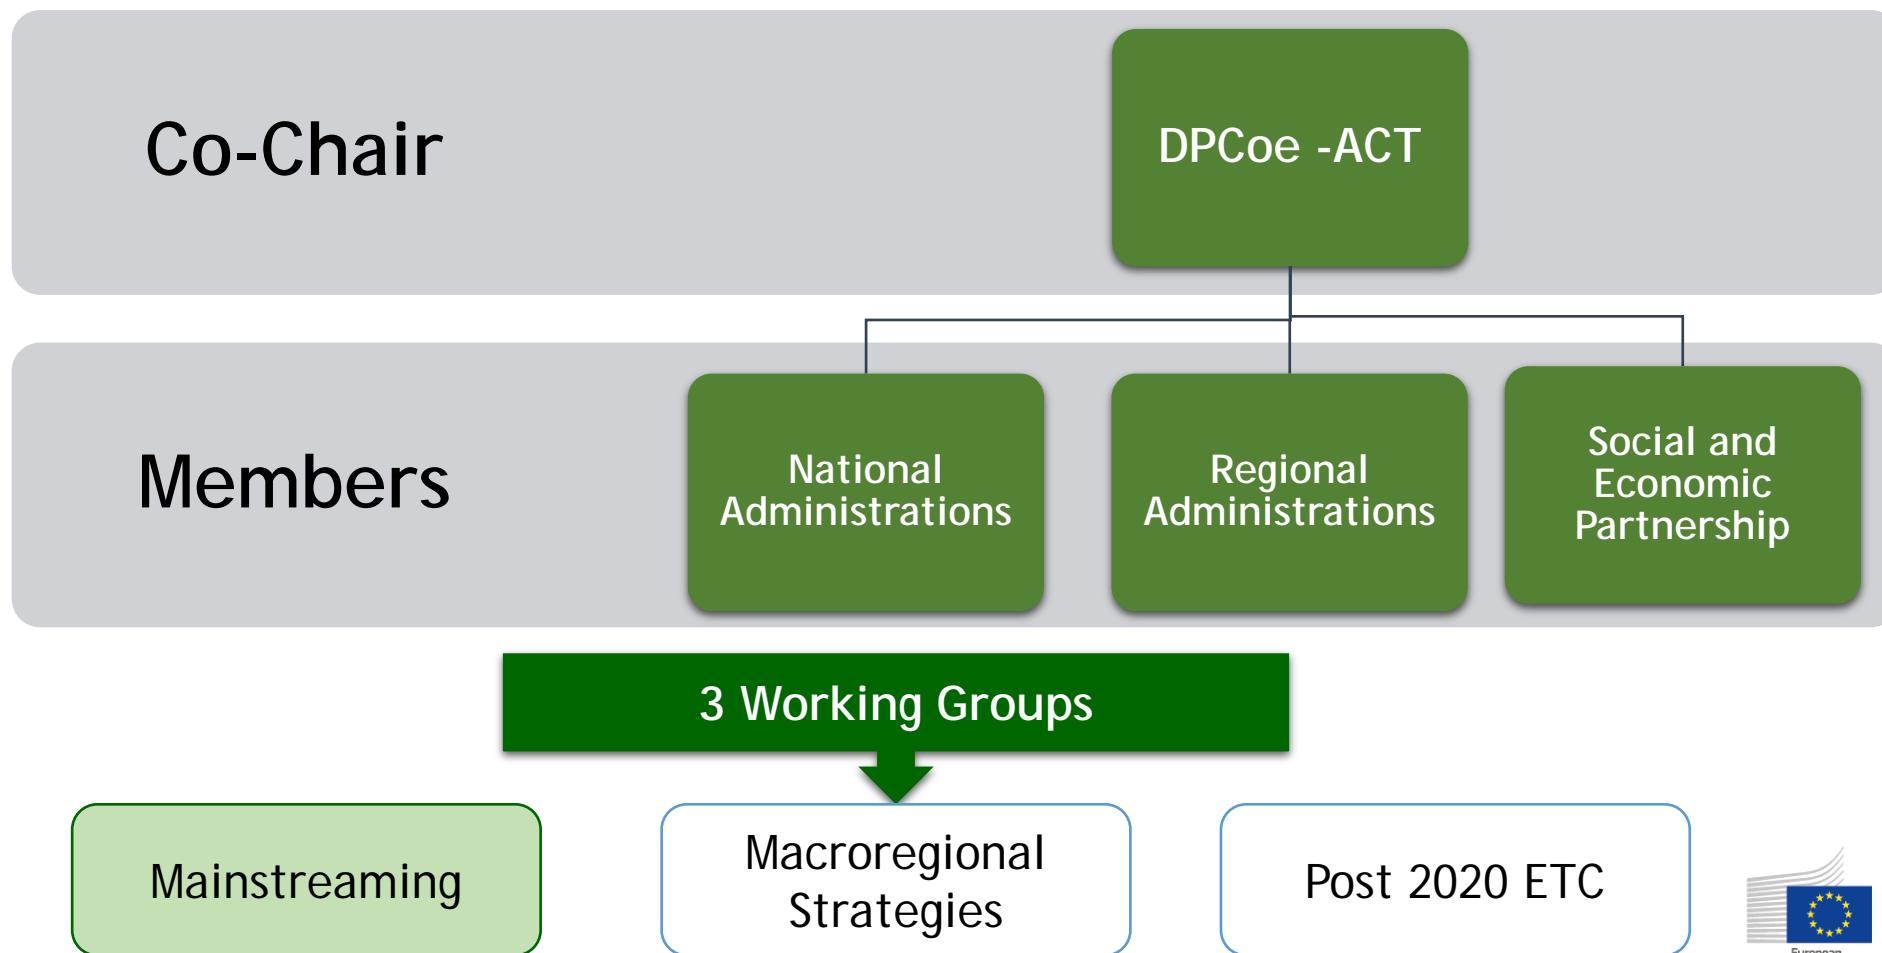 Co-Chair
DPCoe -ACT
Members
National
Administrations
Regional
Administrations
Social and
Economic
Partnership
3 Working Groups
Mainstreaming
Macroregional
Strategies
Post 2020 ETC
European